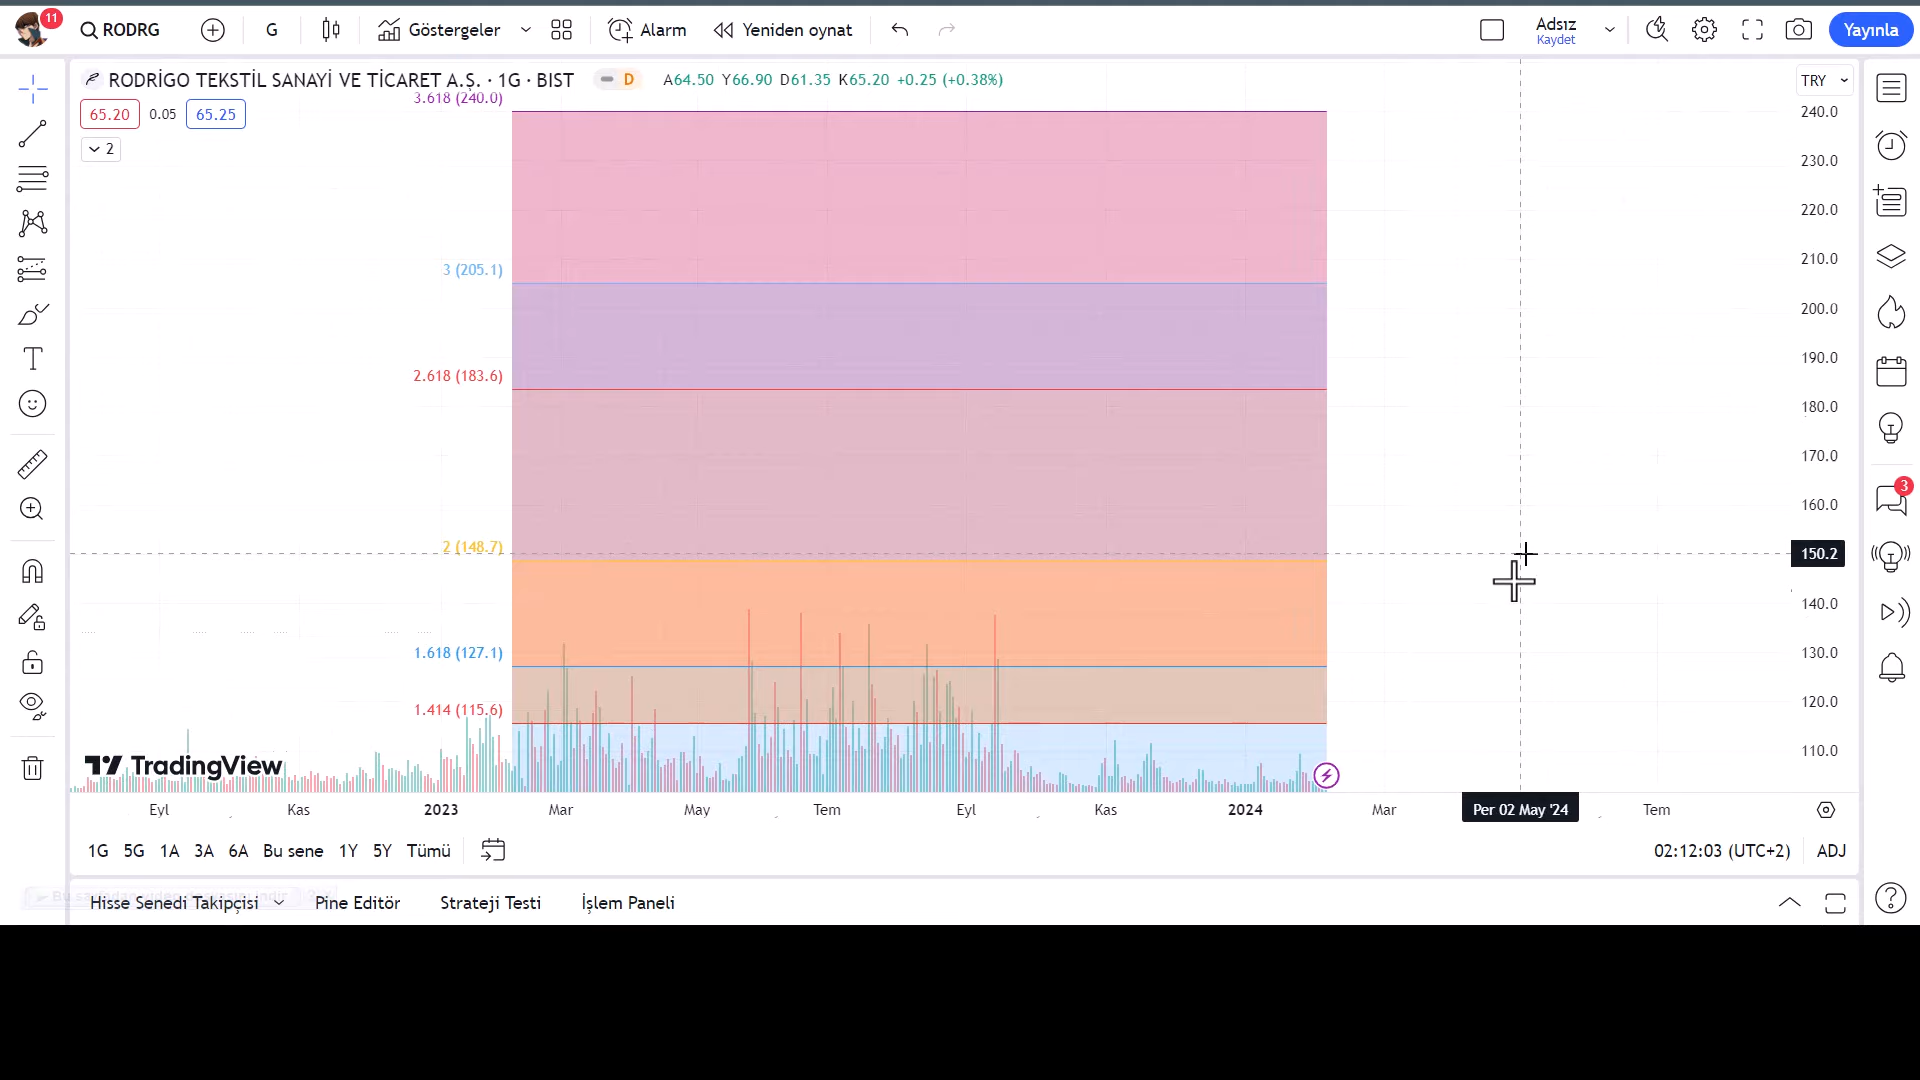 11
RODRG
G
Göstergeler
Alarm
Yeniden oynat
Adsız
Kaydet
Yayınla
RODRİGO TEKSTİL SANAYİ VE TİCARET A.Ş. · 1G · BIST
D
A64.50 Y66.90 D61.35 K65.20 +0.25 (+0.38%)
TRY
65.20
0.05
65.25
2
3.618 (240.0)
3 (205.1)
2.618 (183.6)
2 (148.7)
1.618 (127.1)
1.414 (115.6)
240.0
230.0
220.0
210.0
200.0
190.0
180.0
170.0
160.0
150.2
140.0
130.0
120.0
110.0
3
TradingView
Eyl
Kas
2023
Mar
May
Tem
Eyl
Kas
2024
Mar
Per 02 May '24
Tem
1G 5G 1A 3A 6A Bu sene 1Y 5Y Tümü
02:12:03 (UTC+2)
ADJ
Hisse Senedi Takipçisi
Pine Editör
Strateji Testi
İşlem Paneli